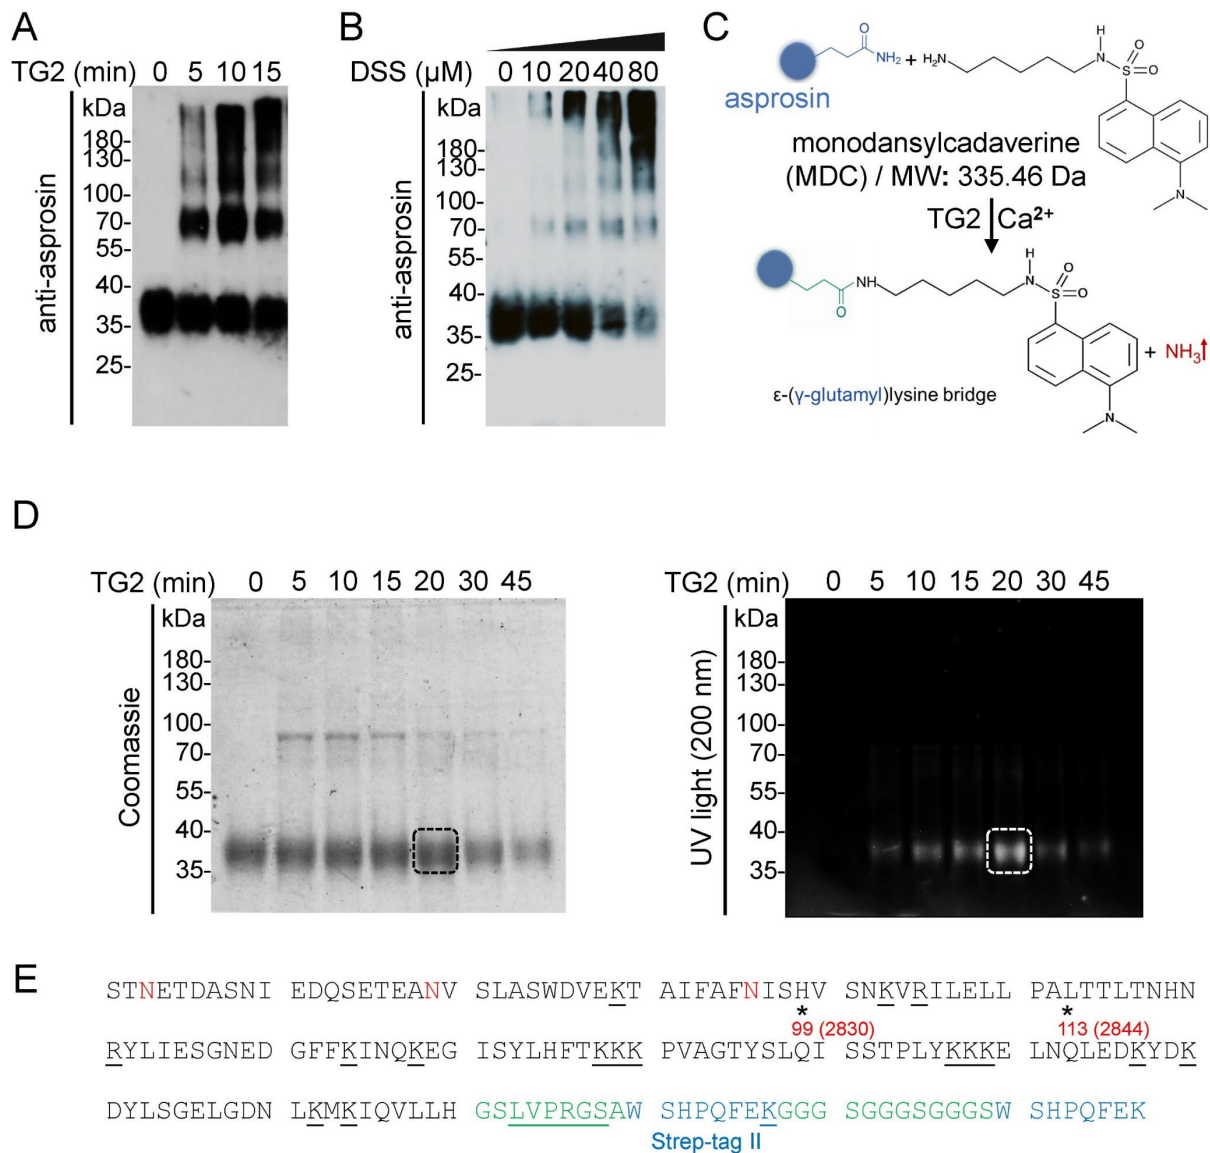 A
TG2 (min) 0 5 10 15
kDa
180-
130-
100-
70-
55-
40-
35-
25-
anti-asprosin
B
DSS (µM) 0 10 20 40 80
kDa
180-
130-
100-
70-
55-
40-
35-
25-
anti-asprosin
C
O
NH2 + H2N
H
N
S
O
O
N
asprosin
monodansylcadaverine
(MDC) / MW: 335.46 Da
TG2 Ca2+
NH
O
H
N
S
O
O
N
+ NH3↑
ε-(γ-glutamyl)lysine bridge
D
TG2 (min) 0 5 10 15 20 30 45
kDa
180-
130-
100-
70-
55-
40-
35-
Coomassie
TG2 (min) 0 5 10 15 20 30 45
kDa
180-
130-
100-
70-
55-
40-
35-
UV light (200 nm)
E
STNETDASNI EDQSETEANV SLASWDVEKT AIFAFNISHV SNKVRILELL PALTTLTNHN
* *
99 (2830) 113 (2844)
RYLIESGNED GFFKINQKEG ISYLHFTKKK PVAGTYSLQI SSTPLYKKKE LNQLEDKYDK
DYLSGELGDN LKMKIQVLLH GSLVPRGSAW SHPQFEKGGG SGGGSGGGSW SHPQFEK
Strep-tag II